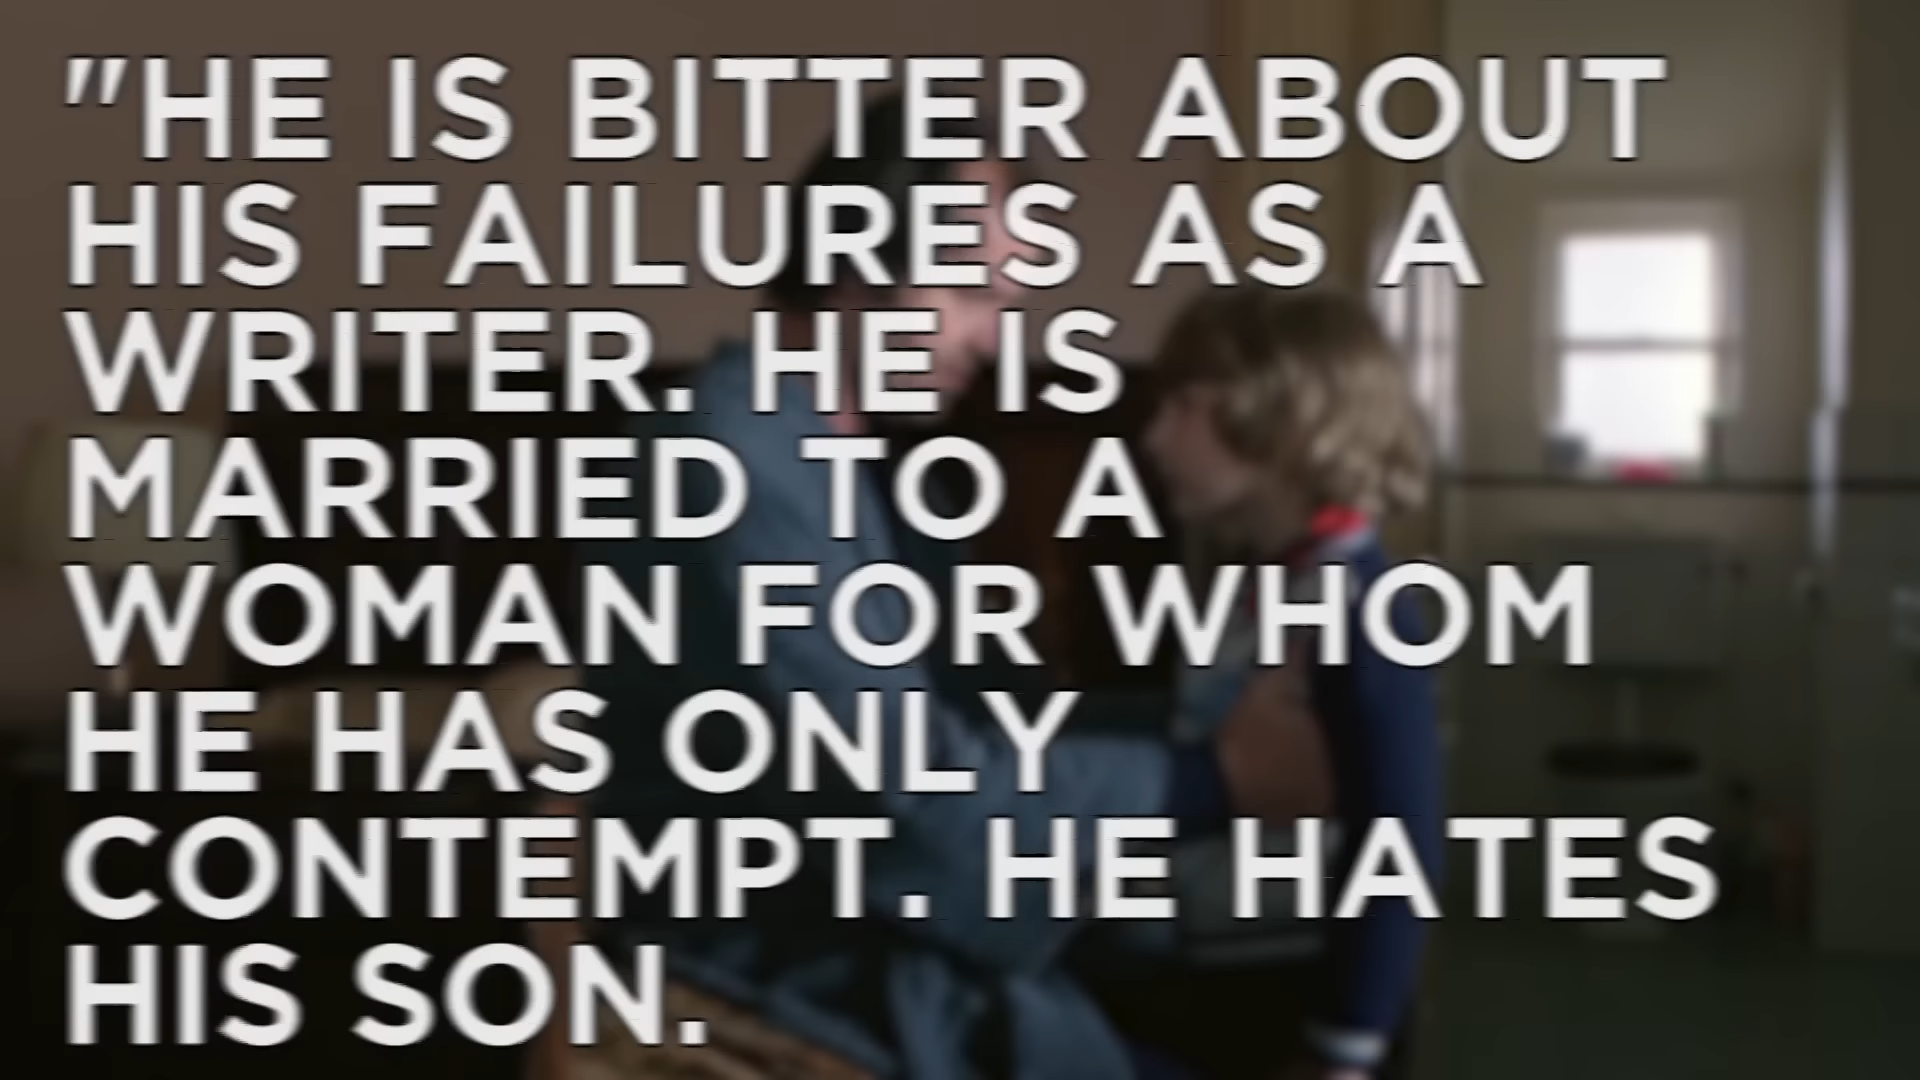 "HE IS BITTER ABOUT
HIS FAILURES AS A
WRITER. HE IS
MARRIED TO A
WOMAN FOR WHOM
HE HAS ONLY
CONTEMPT. HE HATES
HIS SON.